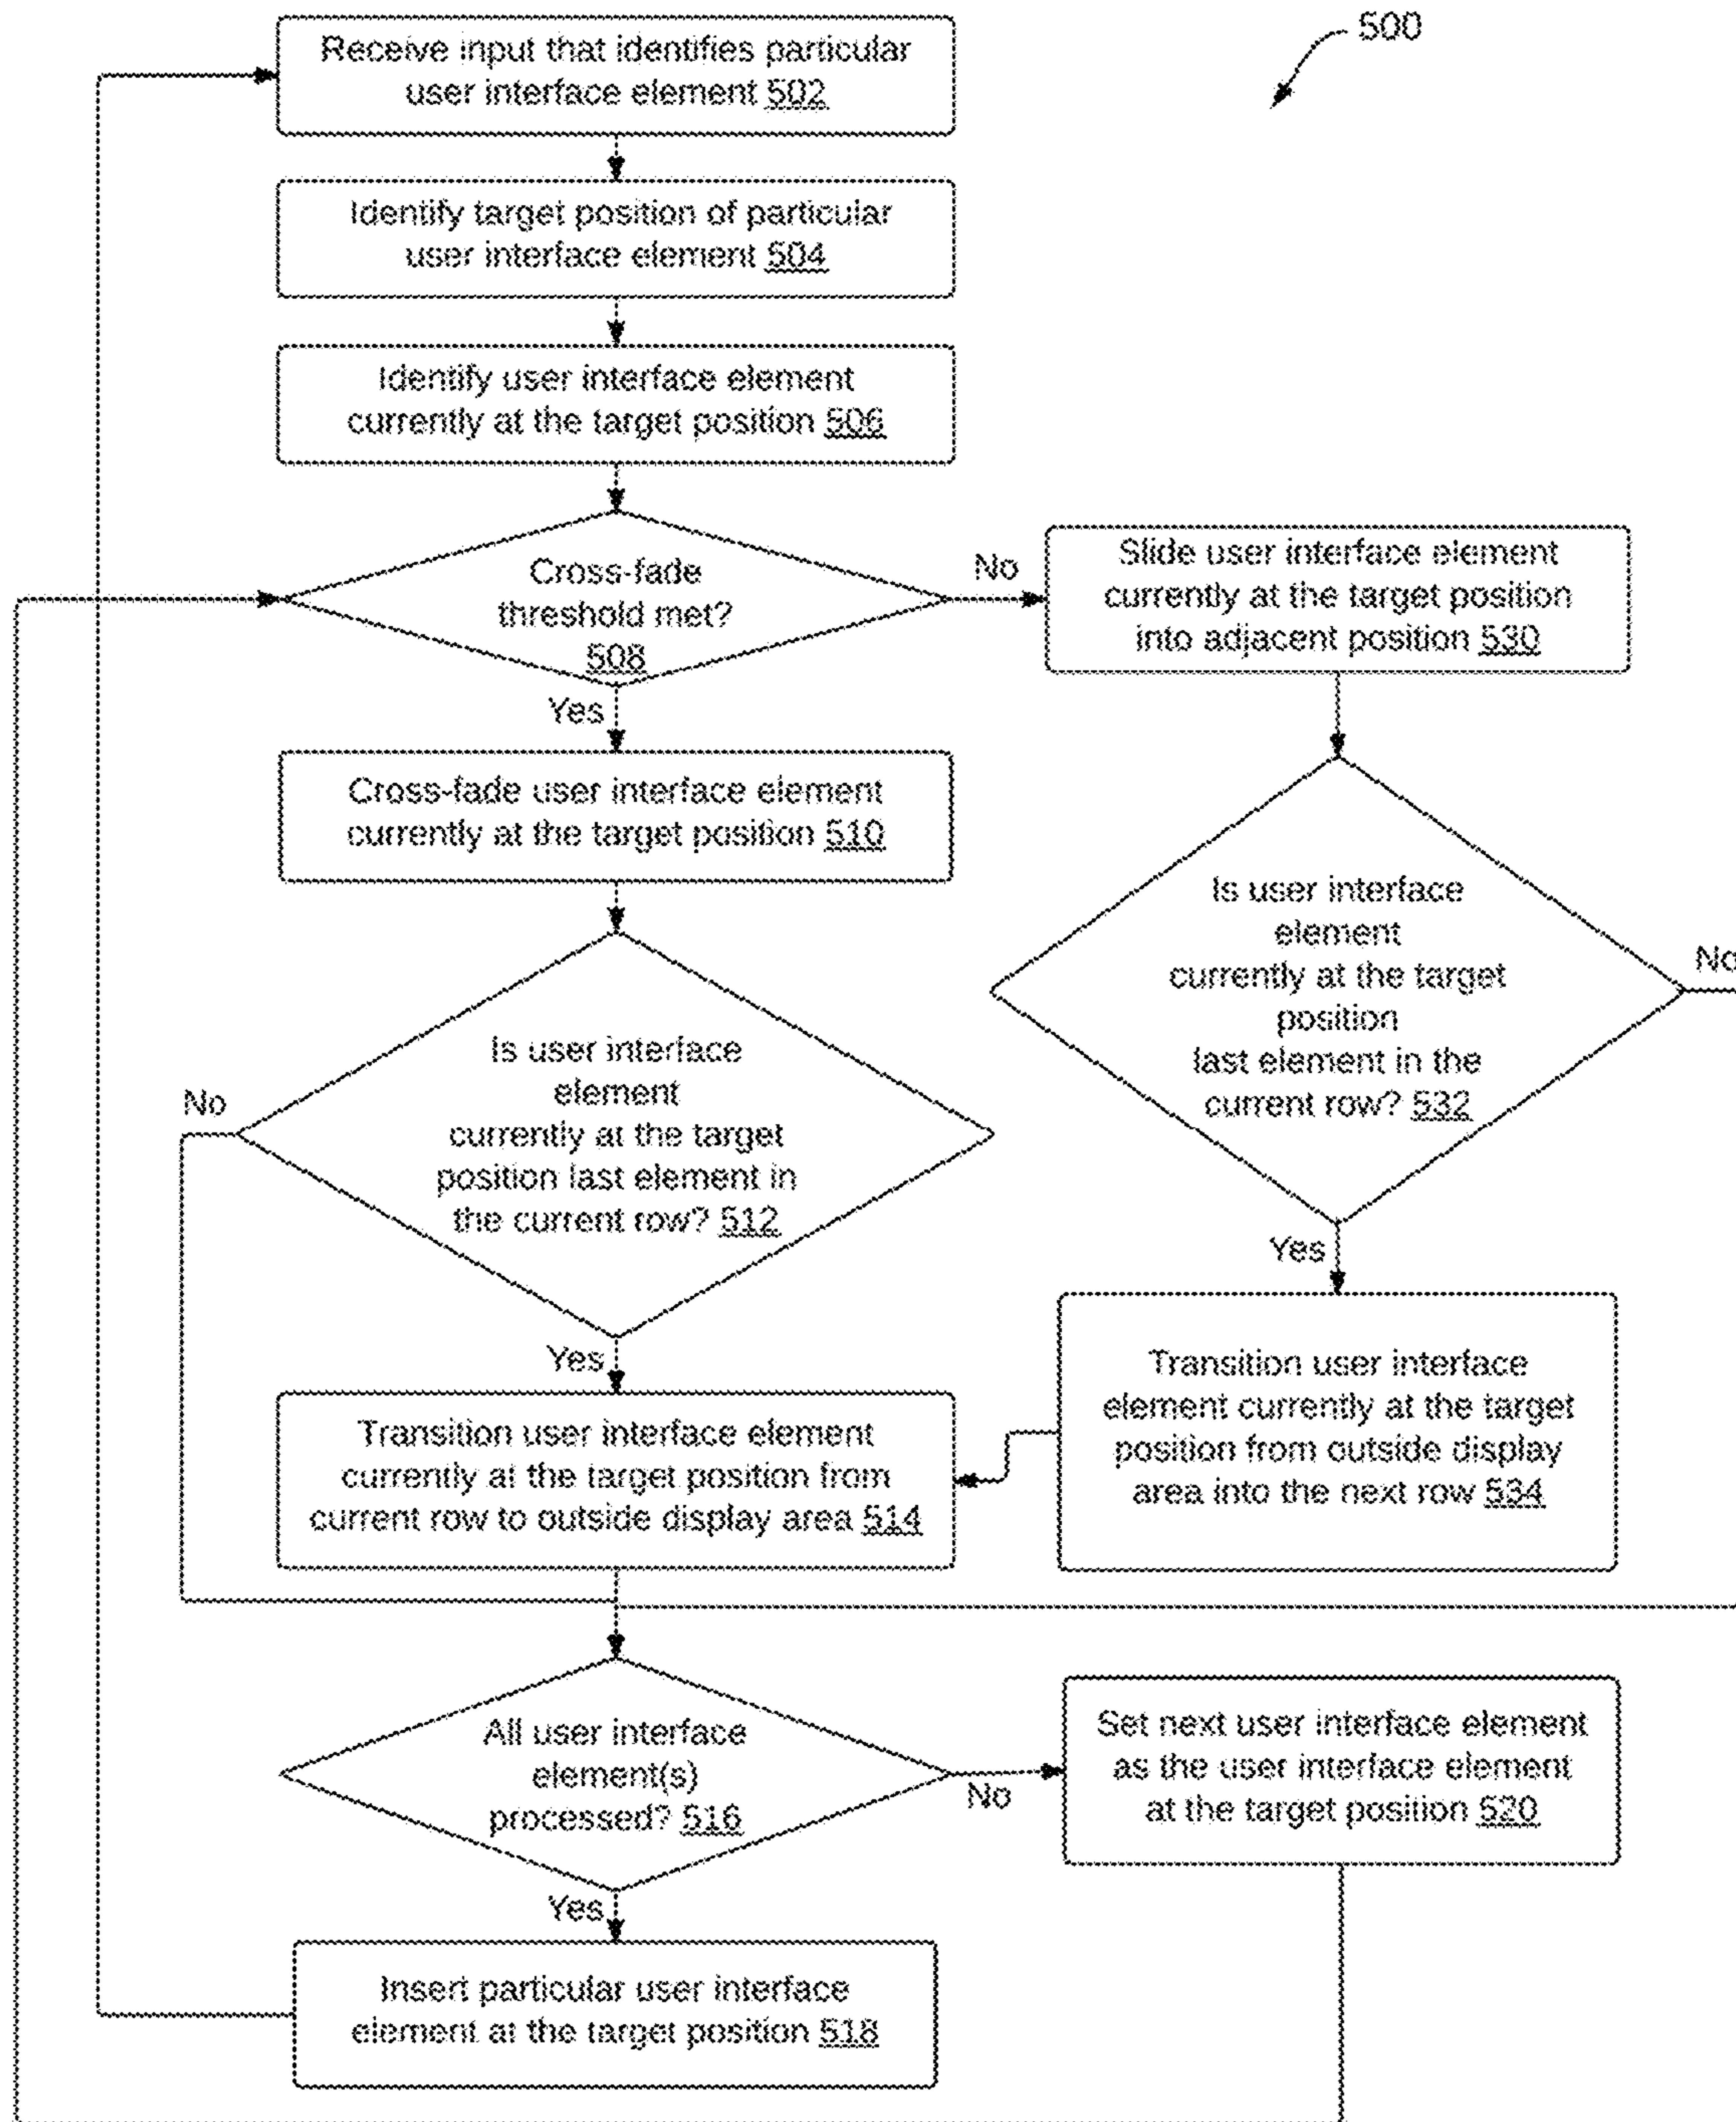 500
Receive input that identifies particular
user interface element 502
Identify target position of particular
user interface element 504
Identify user interface element
currently at the target position 506
Cross-fade
threshold met?
508
No
Slide user interface element
currently at the target position
into adjacent position 530
Yes
Cross-fade user interface element
currently at the target position 510
Is user interface
element
currently at the target
position
last element in the
current row? 532
No
Is user interface
element
currently at the target
position last element in
the current row? 512
No
Yes
Transition user interface
element currently at the target
position from outside display
area into the next row 534
Yes
Transition user interface element
currently at the target position from
current row to outside display area 514
All user interface
element(s)
processed? 516
No
Set next user interface element
as the user interface element
at the target position 520
Yes
Insert particular user interface
element at the target position 518